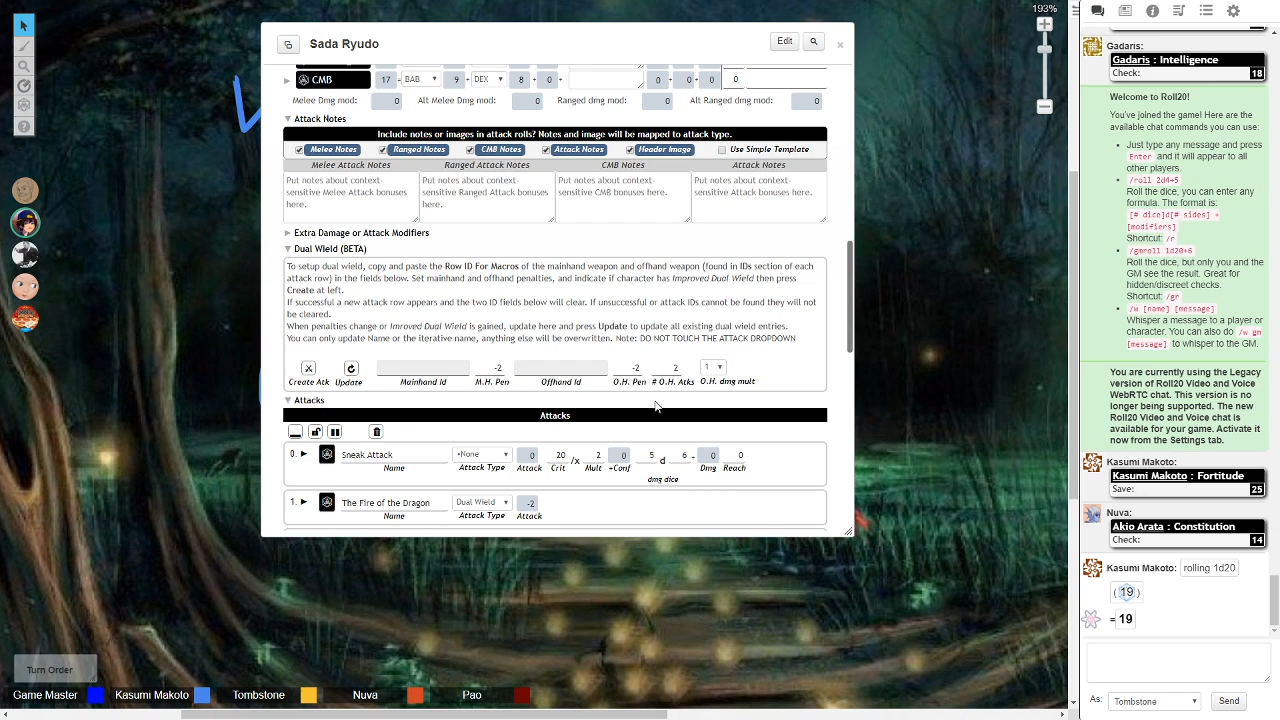 193%
Sada Ryudo
Edit
CMB 17 = BAB 9 + DEX 8 + 0 + 0 + 0 0 0
Melee Dmg mod: 0 Alt Melee Dmg mod: 0 Ranged dmg mod: 0 Alt Ranged dmg mod: 0
Attack Notes
Include notes or images in attack rolls? Notes and image will be mapped to attack type.
Melee Notes Ranged Notes CMB Notes Attack Notes Header Image Use Simple Template
Melee Attack Notes Ranged Attack Notes CMB Notes Attack Notes
Put notes about context-
sensitive Melee Attack bonuses
here.
Put notes about context-
sensitive Ranged Attack bonuses
here.
Put notes about context-
sensitive CMB bonuses here.
Put notes about context-
sensitive Attack bonuses here.
Extra Damage or Attack Modifiers
Dual Wield (BETA)
To setup dual wield, copy and paste the Row ID For Macros of the mainhand weapon and offhand weapon (found in IDs section of each
attack row) in the fields below. Set mainhand and offhand penalties, and indicate if character has Improved Dual Wield then press
Create at left.
If successful a new attack row appears and the two ID fields below will clear. If unsuccessful or attack IDs cannot be found they will not
be cleared.
When penalties change or Imroved Dual Wield is gained, update here and press Update to update all existing dual wield entries.
You can only update Name or the iterative name, anything else will be overwritten. Note: DO NOT TOUCH THE ATTACK DROPDOWN
-2 -2 2 1
Create Atk Update Mainhand Id M.H. Pen Offhand Id O.H. Pen # O.H. Atks O.H. dmg mult
Attacks
Attacks
0. Sneak Attack •None 0 20 /x 2 0 5 d 6 + 0 0
Name Attack Type Attack Crit Mult +Conf Dmg Reach
dmg dice
1. The Fire of the Dragon Dual Wield -2
Name Attack Type Attack
Turn Order
Game Master Kasumi Makoto Tombstone Nuva Pao
Gadaris:
Gadaris : Intelligence
Check: 18
Welcome to Roll20!
You've joined the game! Here are the
available chat commands you can use:
• Just type any message and press
Enter and it will appear to all
other players.
• /roll 2d4+5
Roll the dice, you can enter any
formula. The format is:
[# dice]d[# sides] +
[modifiers]
Shortcut: /r
• /gmroll 1d20+6
Roll the dice, but only you and the
GM see the result. Great for
hidden/discreet checks.
Shortcut: /gr
• /w [name] [message]
Whisper a message to a player or
character. You can also do /w gm
[message] to whisper to the GM.
You are currently using the Legacy
version of Roll20 Video and Voice
WebRTC chat. This version is no
longer being supported. The new
Roll20 Video and Voice chat is
available for your game. Activate it
now from the Settings tab.
Kasumi Makoto:
Kasumi Makoto : Fortitude
Save: 25
Nuva:
Akio Arata : Constitution
Check: 14
Kasumi Makoto: rolling 1d20
(19)
=19
As: Tombstone Send